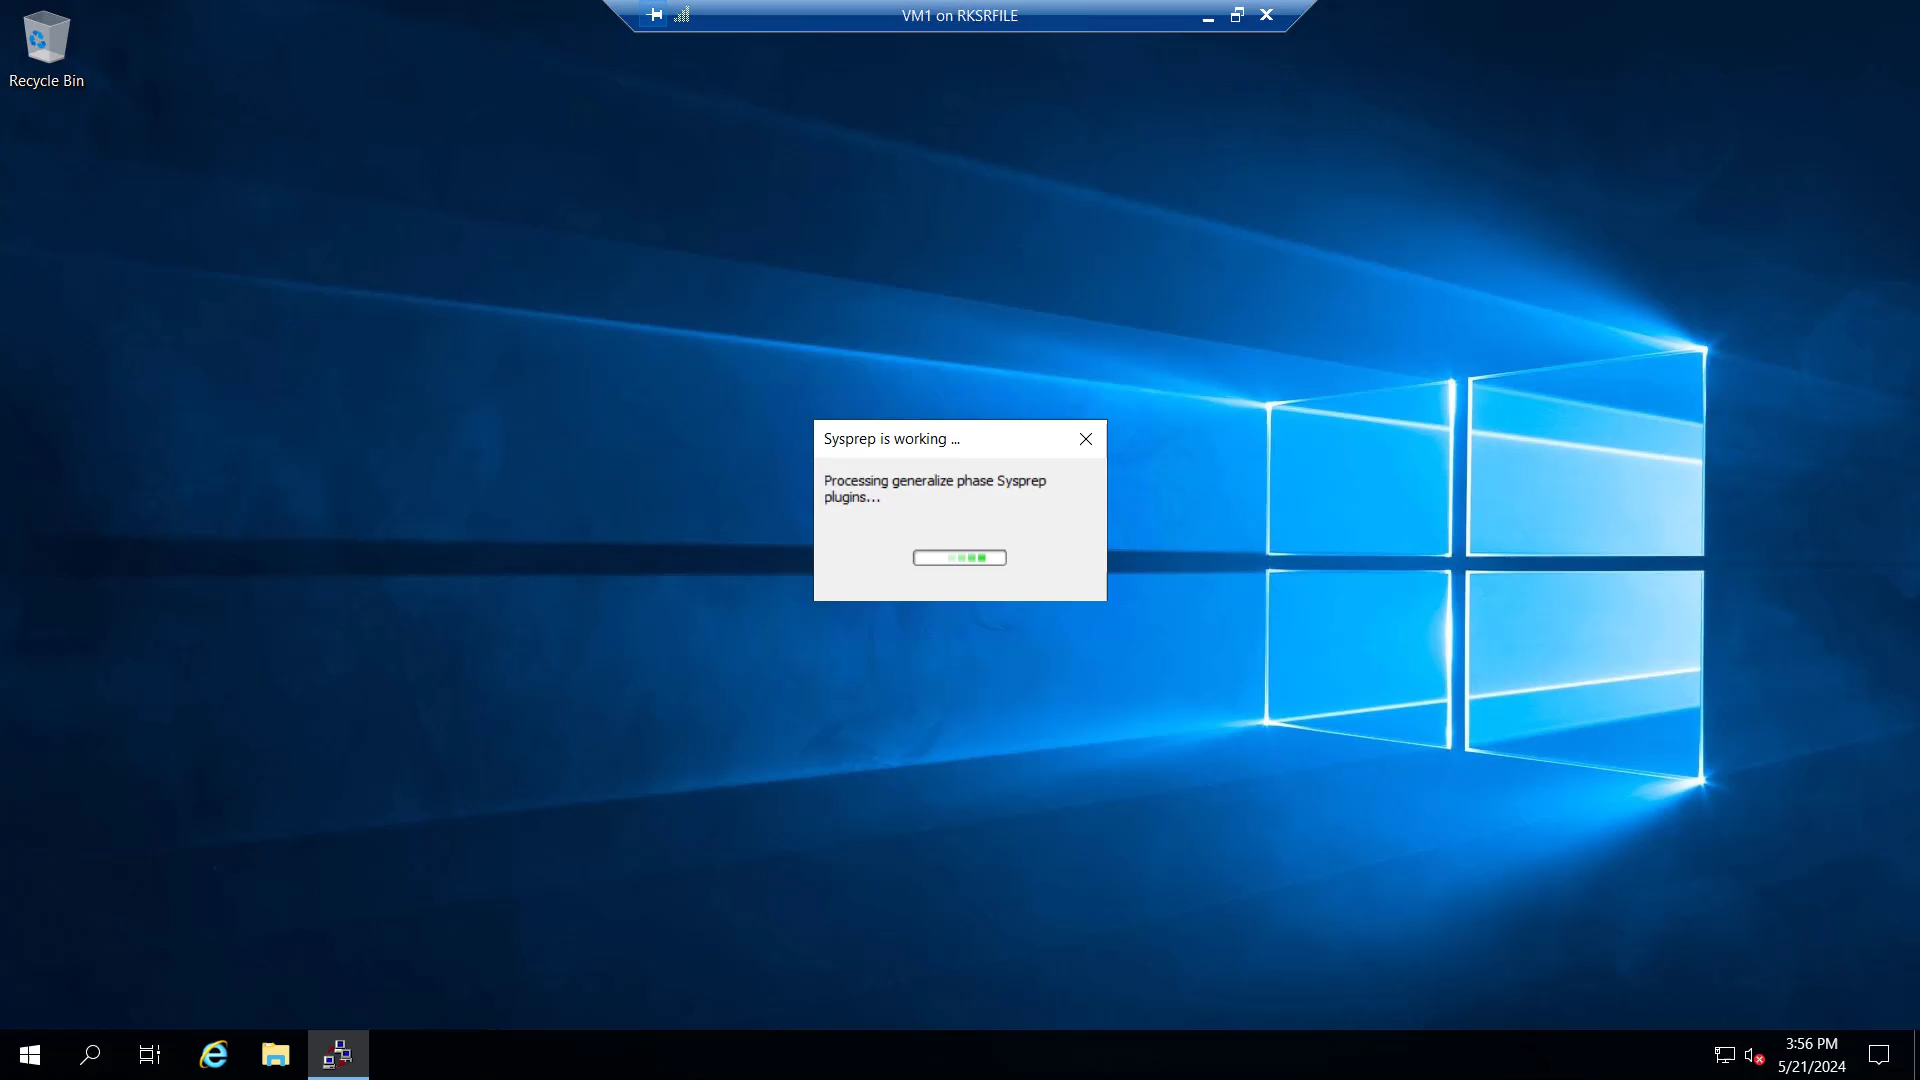 VM1 on RKSRFILE
Recycle Bin
Sysprep is working ...
Processing generalize phase Sysprep
plugins...
3:56 PM
5/21/2024